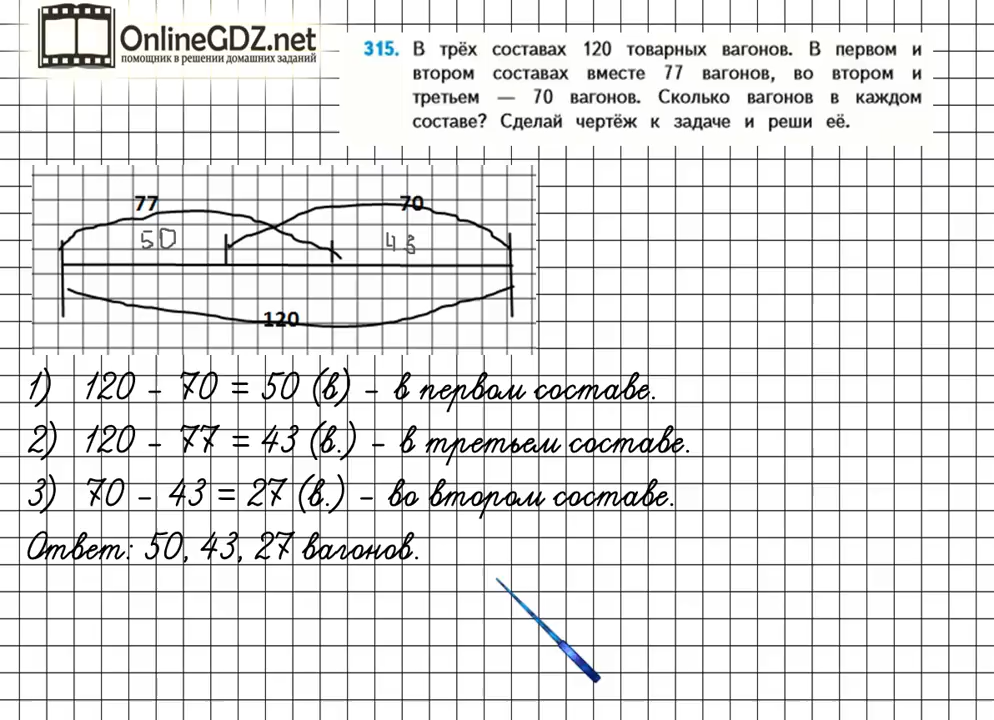 OnlineGDZ.net
помощник в решении домашних заданий
315. В трёх составах 120 товарных вагонов. В первом и
втором составах вместе 77 вагонов, во втором и
третьем — 70 вагонов. Сколько вагонов в каждом
составе? Сделай чертёж к задаче и реши её.
77 70
50 43
120
1) 120 - 70 = 50 (в) - в первом составе.
2) 120 - 77 = 43 (в.) - в третьем составе.
3) 70 - 43 = 27 (в.) - во втором составе.
Ответ: 50, 43, 27 вагонов.